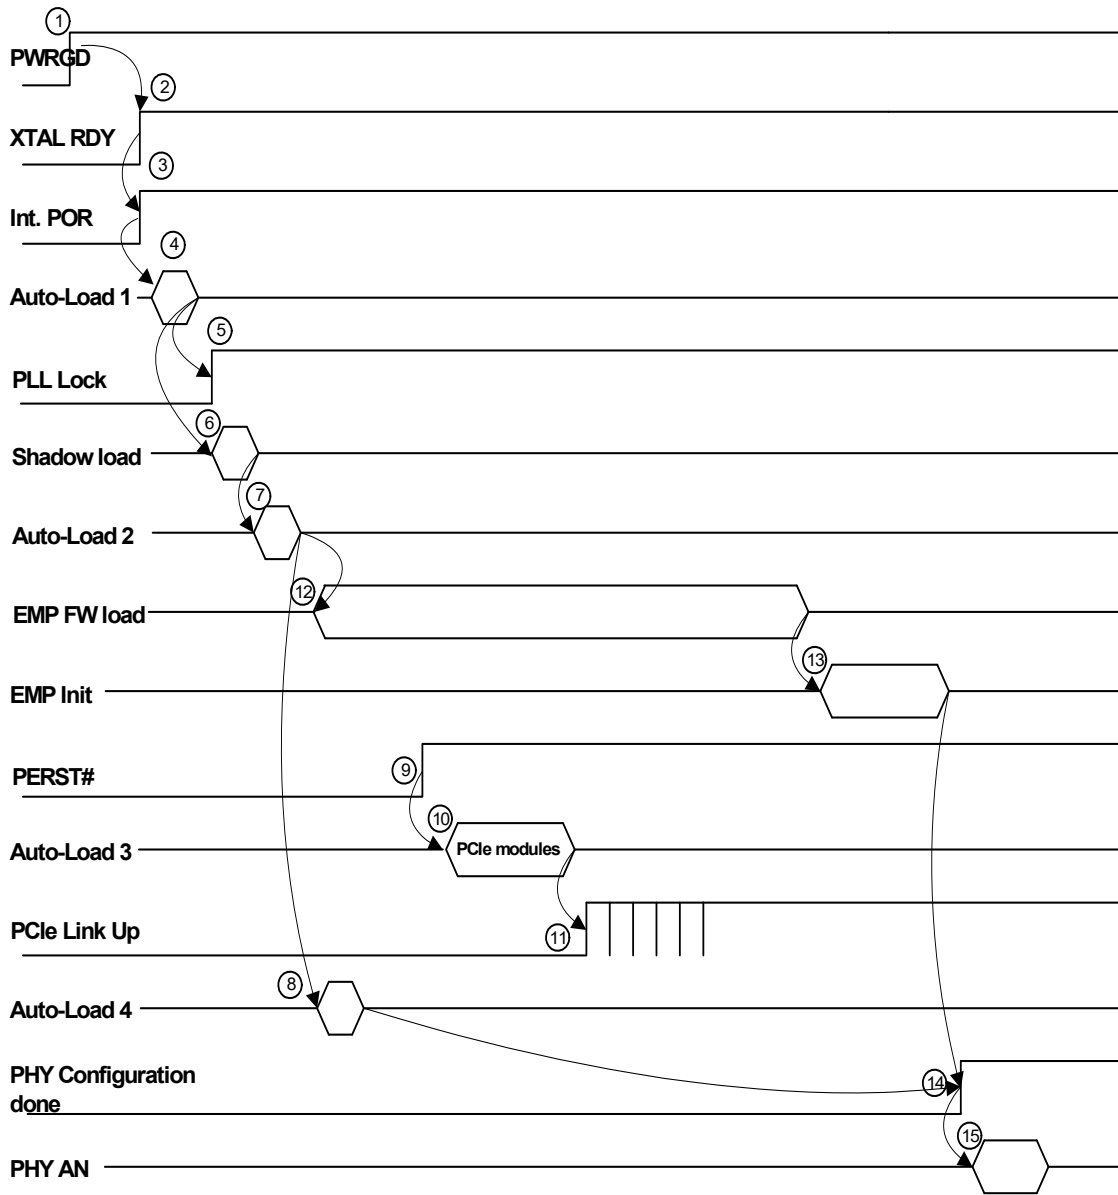 1
PWRGD
2
XTAL RDY
3
Int. POR
4
Auto-Load 1
5
PLL Lock
6
Shadow load
7
Auto-Load 2
12
EMP FW load
13
EMP Init
9
PERST#
10
Auto-Load 3
PCIe modules
PCIe Link Up
11
8
Auto-Load 4
PHY Configuration
done
14
15
PHY AN